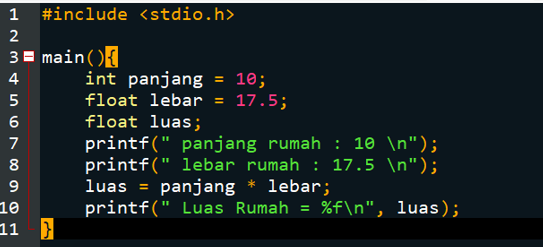 1 #include <stdio.h>
2
3 main(){
4 int panjang = 10;
5 float lebar = 17.5;
6 float luas;
7 printf(" panjang rumah : 10 \n");
8 printf(" lebar rumah : 17.5 \n");
9 luas = panjang * lebar;
10 printf(" Luas Rumah = %f\n", luas);
11 }